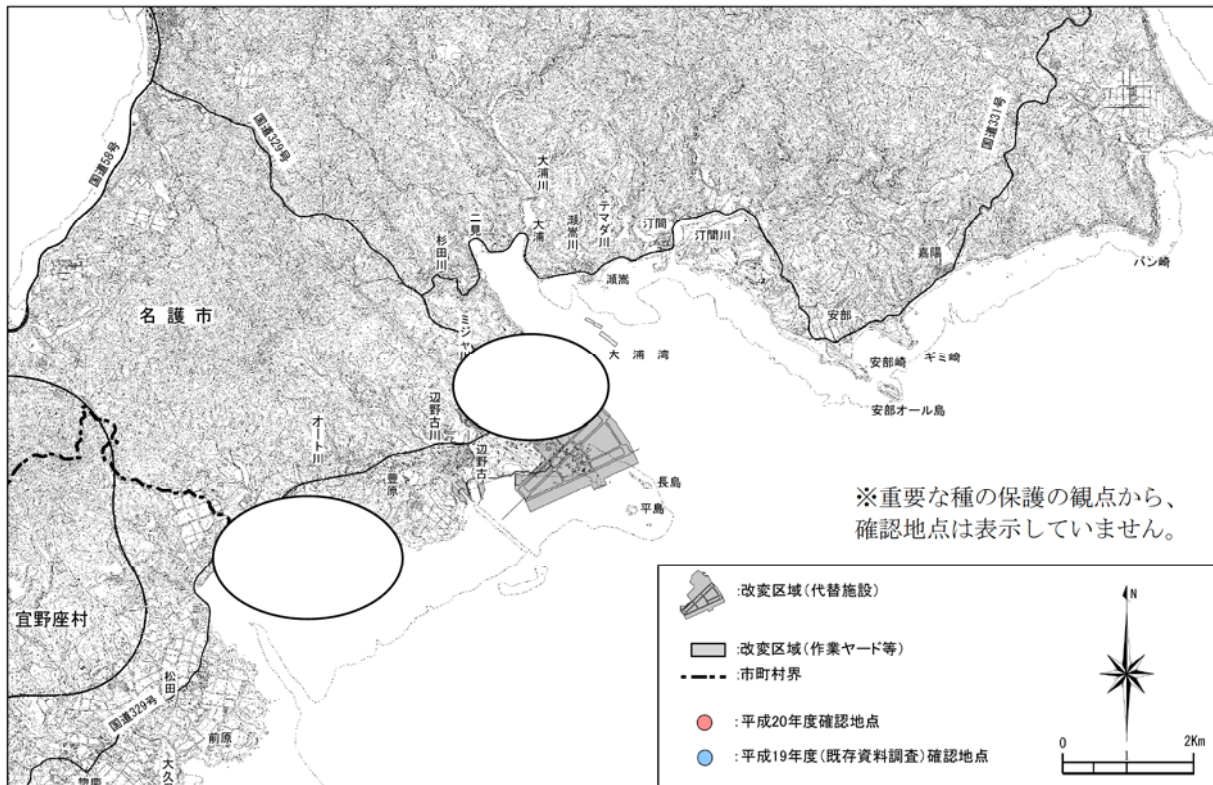 国道58号
国道329号
国道331号
大浦川
テマダ川
瀬嵩川
汀間
汀間川
大浦
二見
杉田川
瀬嵩
嘉陽
バン崎
名護市
大浦湾
安部
安部崎
ギミ崎
安部オール島
辺野古川
オート川
豊原
辺野古
長島
平島
※重要な種の保護の観点から、
確認地点は表示していません。
宜野座村
松田
国道329号
前原
:改変区域(代替施設)
:改変区域(作業ヤード等)
:市町村界
:平成20年度確認地点
:平成19年度(既存資料調査)確認地点
N
0 1 2Km